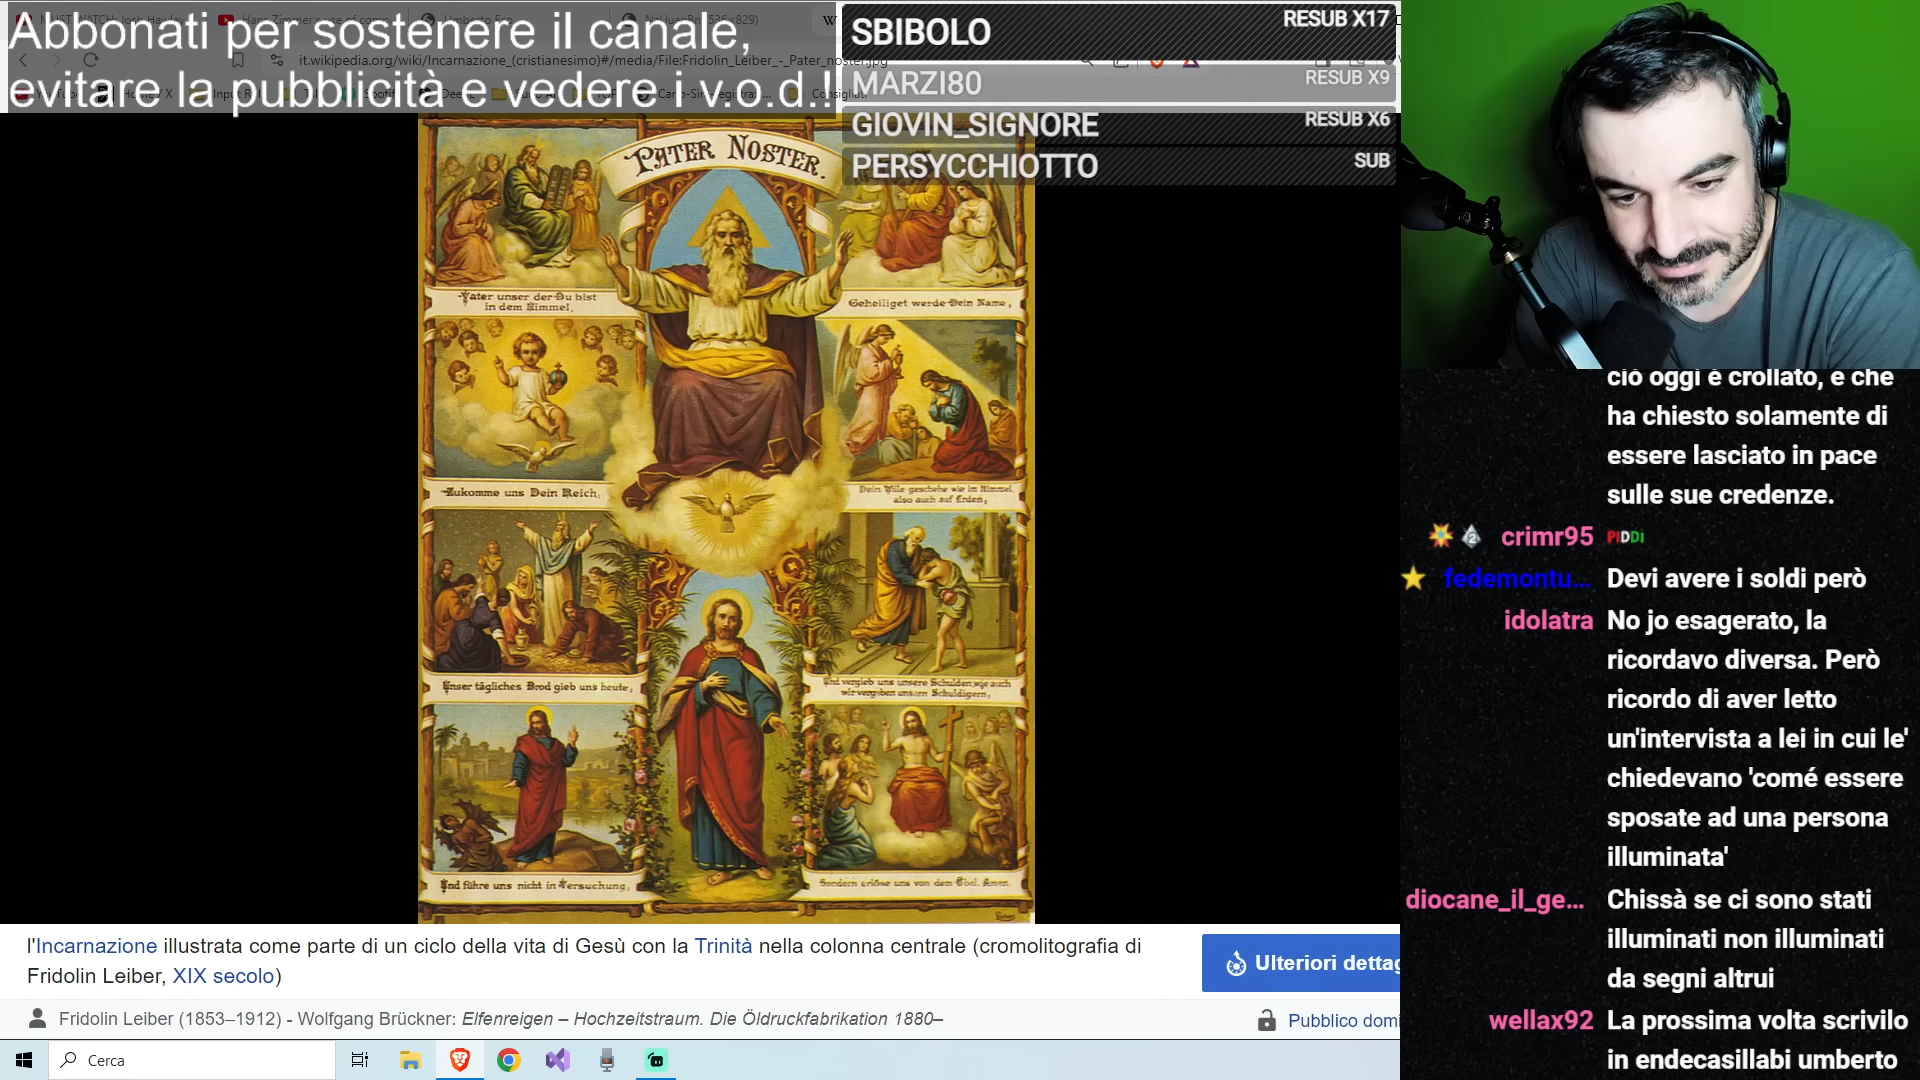 Abbonati per sostenere il canale,
evitare la pubblicità e vedere i v.o.d.!
it.wikipedia.org/wiki/Incarnazione_(cristianesimo)#/media/File:Fridolin_Leiber_-_Pater_noster.jpg
SBIBOLO RESUB X17
MARZI80 RESUB X9
GIOVIN_SIGNORE RESUB X6
PERSYCCHIOTTO SUB
PATER NOSTER.
Vater unser der Du bist
in dem Himmel,
Geheiliget werde Dein Name,
Zukomme uns Dein Reich,
Dein Wille geschehe wie im Himmel
also auch auf Erden,
Unser tägliches Brod gieb uns heute,
Und vergieb uns unsere Schulden, wie auch
wir vergeben unsern Schuldigern,
Und führe uns nicht in Versuchung,
Sondern erlöse uns von dem Übel. Amen.
l'Incarnazione illustrata come parte di un ciclo della vita di Gesù con la Trinità nella colonna centrale (cromolitografia di
Fridolin Leiber, XIX secolo)
Ulteriori dettag
Fridolin Leiber (1853–1912) - Wolfgang Brückner: Elfenreigen – Hochzeitstraum. Die Öldruckfabrikation 1880–
Pubblico domi
Cerca
ciò oggi è crollato, e che
ha chiesto solamente di
essere lasciato in pace
sulle sue credenze.
crimr95 PiDDi
fedemontu... Devi avere i soldi però
idolatra No jo esagerato, la
ricordavo diversa. Però
ricordo di aver letto
un'intervista a lei in cui le'
chiedevano 'comé essere
sposate ad una persona
illuminata'
diocane_il_ge... Chissà se ci sono stati
illuminati non illuminati
da segni altrui
wellax92 La prossima volta scrivilo
in endecasillabi umberto